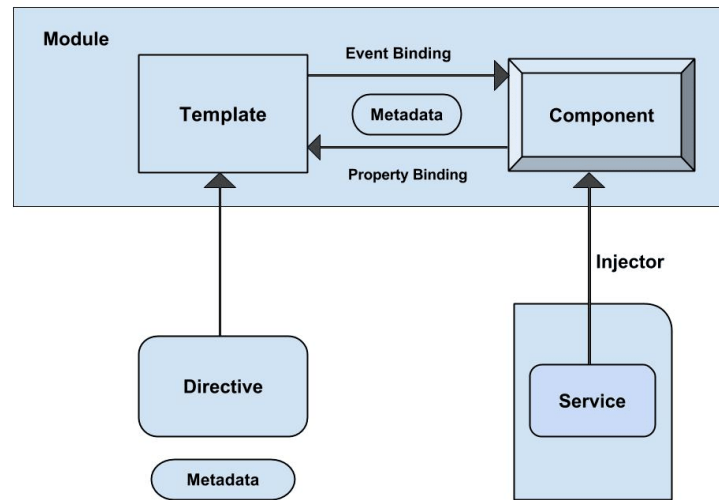 Module
Event Binding
Template
Metadata
Component
Property Binding
Injector
Directive
Service
Metadata